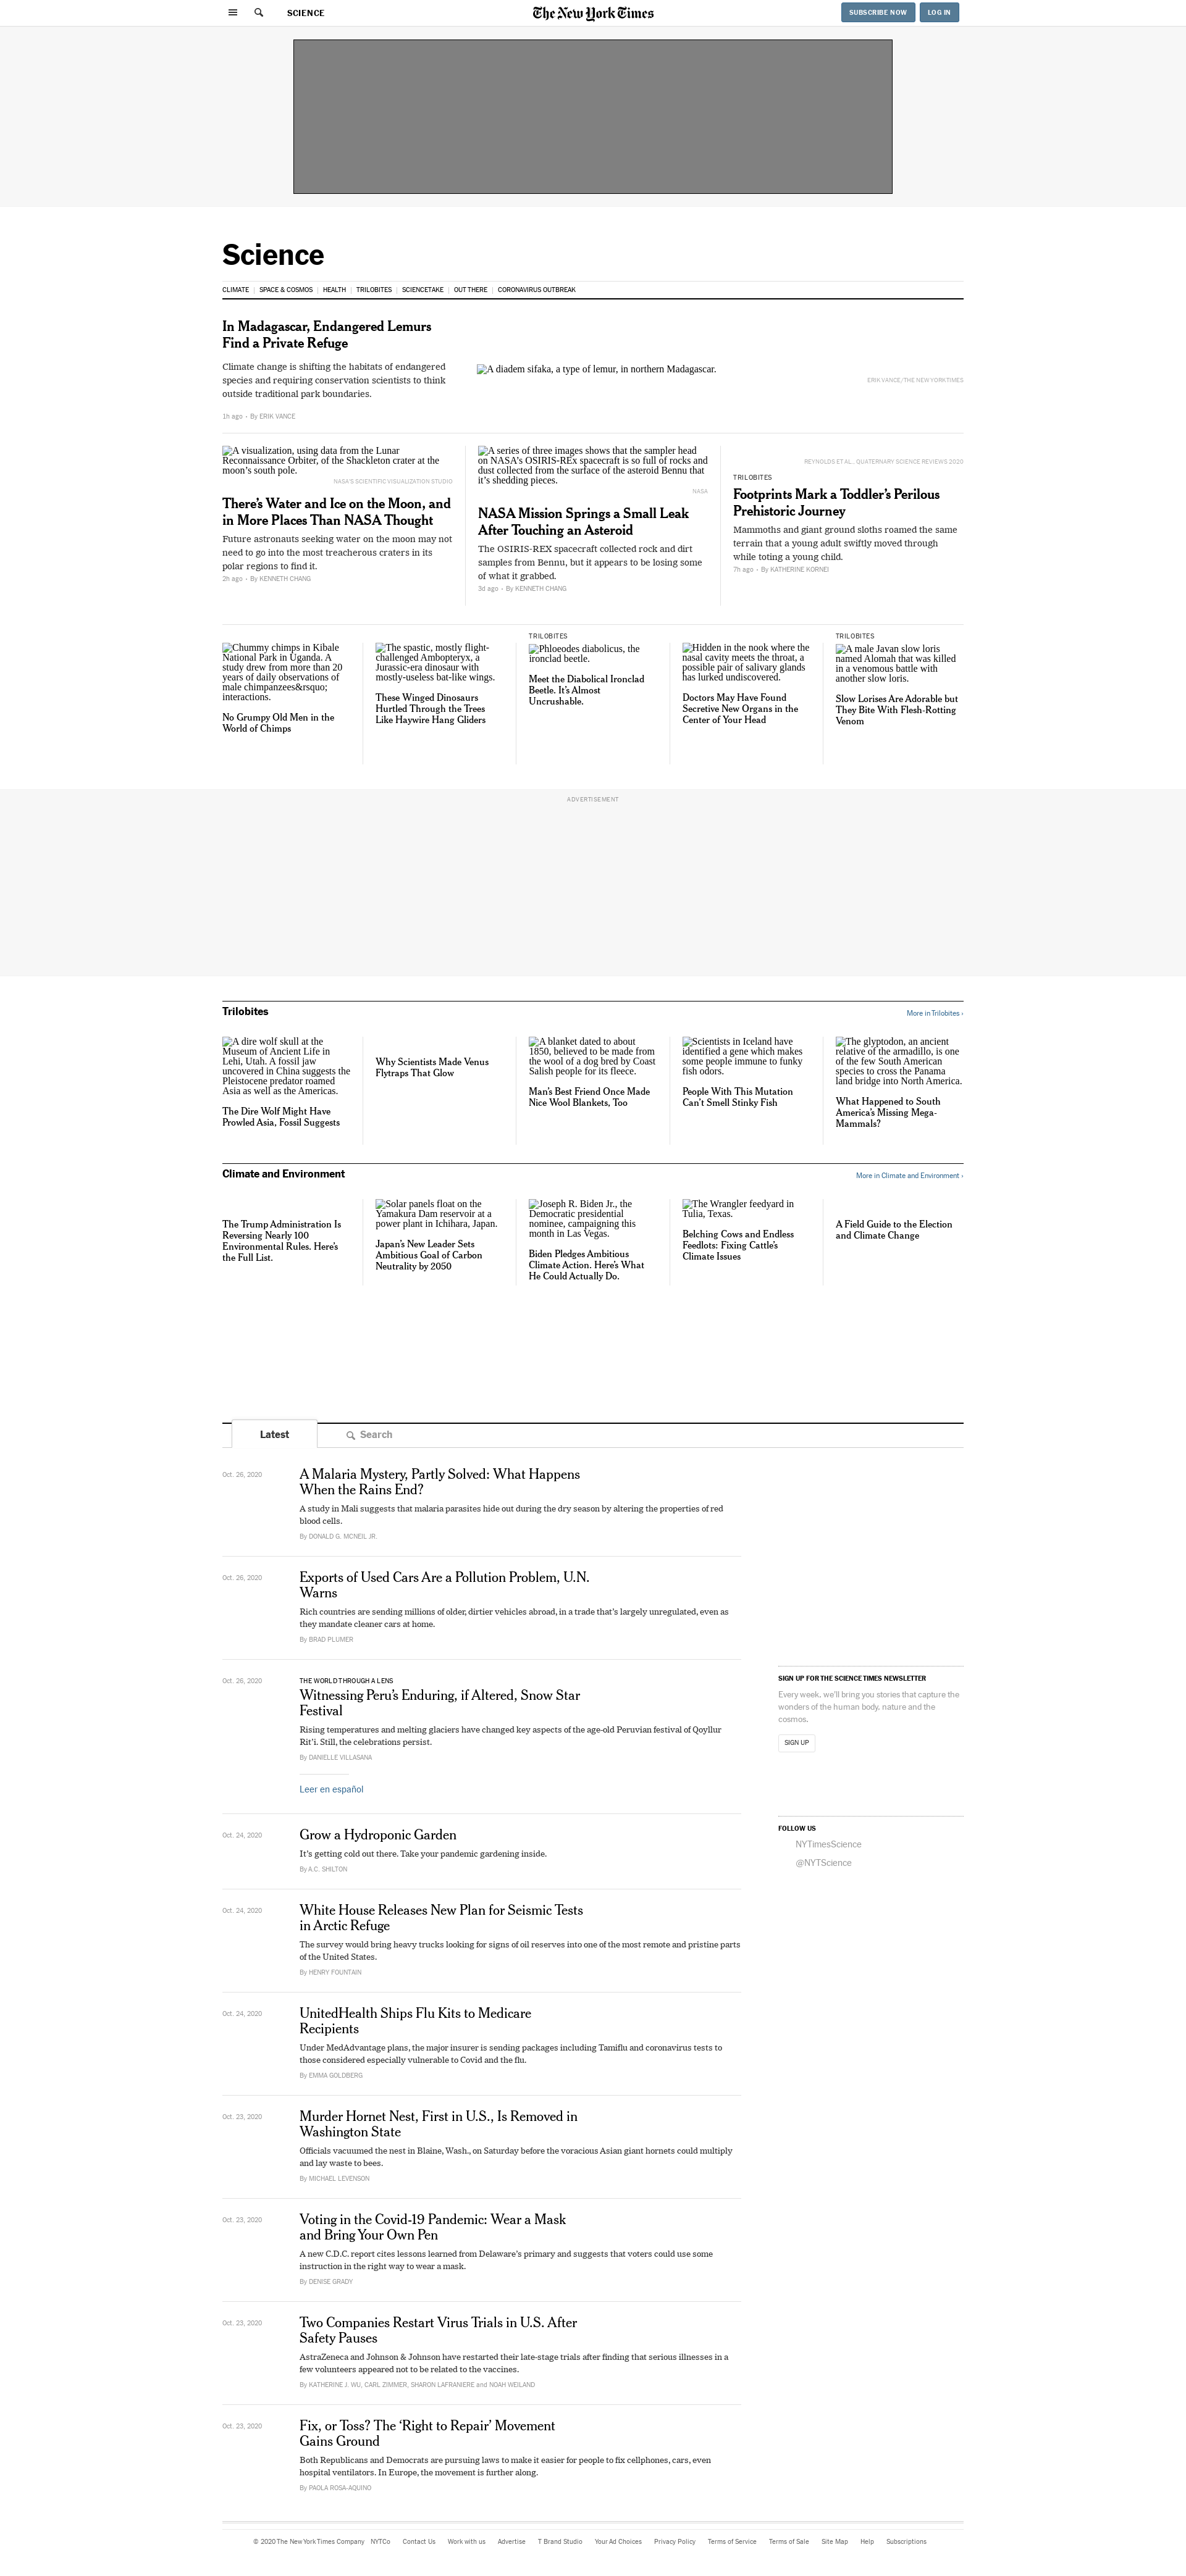 SCIENCE
The New York Times
SUBSCRIBE NOW
LOG IN
Science
CLIMATE
SPACE & COSMOS
HEALTH
TRILOBITES
SCIENCETAKE
OUT THERE
CORONAVIRUS OUTBREAK
In Madagascar, Endangered Lemurs
Find a Private Refuge
Climate change is shifting the habitats of endangered
species and requiring conservation scientists to think
outside traditional park boundaries.
1h ago • By ERIK VANCE
A diadem sifaka, a type of lemur, in northern Madagascar.
ERIK VANCE/THE NEW YORK TIMES
A visualization, using data from the Lunar
Reconnaissance Orbiter, of the Shackleton crater at the
moon's south pole.
NASA'S SCIENTIFIC VISUALIZATION STUDIO
There's Water and Ice on the Moon, and
in More Places Than NASA Thought
Future astronauts seeking water on the moon may not
need to go into the most treacherous craters in its
polar regions to find it.
2h ago • By KENNETH CHANG
A series of three images shows that the sampler head
on NASA's OSIRIS-REx spacecraft is so full of rocks and
dust collected from the surface of the asteroid Bennu that
it's shedding pieces.
NASA
NASA Mission Springs a Small Leak
After Touching an Asteroid
The OSIRIS-REX spacecraft collected rock and dirt
samples from Bennu, but it appears to be losing some
of what it grabbed.
3d ago • By KENNETH CHANG
REYNOLDS ET AL., QUATERNARY SCIENCE REVIEWS 2020
TRILOBITES
Footprints Mark a Toddler's Perilous
Prehistoric Journey
Mammoths and giant ground sloths roamed the same
terrain that a young adult swiftly moved through
while toting a young child.
7h ago • By KATHERINE KORNEI
Chummy chimps in Kibale
National Park in Uganda. A
study drew from more than 20
years of daily observations of
male chimpanzees&rsquo;
interactions.
No Grumpy Old Men in the
World of Chimps
The spastic, mostly flight-
challenged Ambopteryx, a
Jurassic-era dinosaur with
mostly-useless bat-like wings.
These Winged Dinosaurs
Hurtled Through the Trees
Like Haywire Hang Gliders
TRILOBITES
Phloeodes diabolicus, the
ironclad beetle.
Meet the Diabolical Ironclad
Beetle. It's Almost
Uncrushable.
Hidden in the nook where the
nasal cavity meets the throat, a
possible pair of salivary glands
has lurked undiscovered.
Doctors May Have Found
Secretive New Organs in the
Center of Your Head
TRILOBITES
A male Javan slow loris
named Alomah that was killed
in a venomous battle with
another slow loris.
Slow Lorises Are Adorable but
They Bite With Flesh-Rotting
Venom
ADVERTISEMENT
Trilobites
More in Trilobites ›
A dire wolf skull at the
Museum of Ancient Life in
Lehi, Utah. A fossil jaw
uncovered in China suggests the
Pleistocene predator roamed
Asia as well as the Americas.
The Dire Wolf Might Have
Prowled Asia, Fossil Suggests
Why Scientists Made Venus
Flytraps That Glow
A blanket dated to about
1850, believed to be made from
the wool of a dog bred by Coast
Salish people for its fleece.
Man's Best Friend Once Made
Nice Wool Blankets, Too
Scientists in Iceland have
identified a gene which makes
some people immune to funky
fish odors.
People With This Mutation
Can't Smell Stinky Fish
The glyptodon, an ancient
relative of the armadillo, is one
of the few South American
species to cross the Panama
land bridge into North America.
What Happened to South
America's Missing Mega-
Mammals?
Climate and Environment
More in Climate and Environment ›
The Trump Administration Is
Reversing Nearly 100
Environmental Rules. Here's
the Full List.
Solar panels float on the
Yamakura Dam reservoir at a
power plant in Ichihara, Japan.
Japan's New Leader Sets
Ambitious Goal of Carbon
Neutrality by 2050
Joseph R. Biden Jr., the
Democratic presidential
nominee, campaigning this
month in Las Vegas.
Biden Pledges Ambitious
Climate Action. Here's What
He Could Actually Do.
The Wrangler feedyard in
Tulia, Texas.
Belching Cows and Endless
Feedlots: Fixing Cattle's
Climate Issues
A Field Guide to the Election
and Climate Change
Latest
Search
Oct. 26, 2020
A Malaria Mystery, Partly Solved: What Happens
When the Rains End?
A study in Mali suggests that malaria parasites hide out during the dry season by altering the properties of red
blood cells.
By DONALD G. MCNEIL JR.
Oct. 26, 2020
Exports of Used Cars Are a Pollution Problem, U.N.
Warns
Rich countries are sending millions of older, dirtier vehicles abroad, in a trade that's largely unregulated, even as
they mandate cleaner cars at home.
By BRAD PLUMER
Oct. 26, 2020
THE WORLD THROUGH A LENS
Witnessing Peru's Enduring, if Altered, Snow Star
Festival
Rising temperatures and melting glaciers have changed key aspects of the age-old Peruvian festival of Qoyllur
Rit'i. Still, the celebrations persist.
By DANIELLE VILLASANA
Leer en español
SIGN UP FOR THE SCIENCE TIMES NEWSLETTER
Every week, we'll bring you stories that capture the
wonders of the human body, nature and the
cosmos.
SIGN UP
FOLLOW US
NYTimesScience
@NYTScience
Oct. 24, 2020
Grow a Hydroponic Garden
It's getting cold out there. Take your pandemic gardening inside.
By A.C. SHILTON
Oct. 24, 2020
White House Releases New Plan for Seismic Tests
in Arctic Refuge
The survey would bring heavy trucks looking for signs of oil reserves into one of the most remote and pristine parts
of the United States.
By HENRY FOUNTAIN
Oct. 24, 2020
UnitedHealth Ships Flu Kits to Medicare
Recipients
Under MedAdvantage plans, the major insurer is sending packages including Tamiflu and coronavirus tests to
those considered especially vulnerable to Covid and the flu.
By EMMA GOLDBERG
Oct. 23, 2020
Murder Hornet Nest, First in U.S., Is Removed in
Washington State
Officials vacuumed the nest in Blaine, Wash., on Saturday before the voracious Asian giant hornets could multiply
and lay waste to bees.
By MICHAEL LEVENSON
Oct. 23, 2020
Voting in the Covid-19 Pandemic: Wear a Mask
and Bring Your Own Pen
A new C.D.C. report cites lessons learned from Delaware's primary and suggests that voters could use some
instruction in the right way to wear a mask.
By DENISE GRADY
Oct. 23, 2020
Two Companies Restart Virus Trials in U.S. After
Safety Pauses
AstraZeneca and Johnson & Johnson have restarted their late-stage trials after finding that serious illnesses in a
few volunteers appeared not to be related to the vaccines.
By KATHERINE J. WU, CARL ZIMMER, SHARON LAFRANIERE and NOAH WEILAND
Oct. 23, 2020
Fix, or Toss? The 'Right to Repair' Movement
Gains Ground
Both Republicans and Democrats are pursuing laws to make it easier for people to fix cellphones, cars, even
hospital ventilators. In Europe, the movement is further along.
By PAOLA ROSA-AQUINO
© 2020 The New York Times Company NYTCo Contact Us Work with us Advertise T Brand Studio Your Ad Choices Privacy Policy Terms of Service Terms of Sale Site Map Help Subscriptions